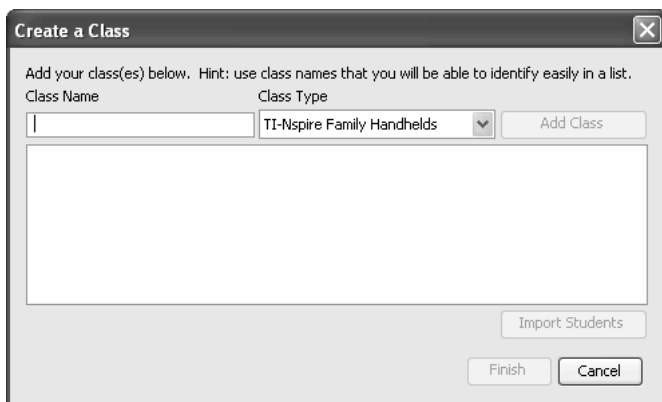 Create a Class
Add your class(es) below. Hint: use class names that you will be able to identify easily in a list.
Class Name Class Type
TI-Nspire Family Handhelds Add Class
Import Students
Finish Cancel